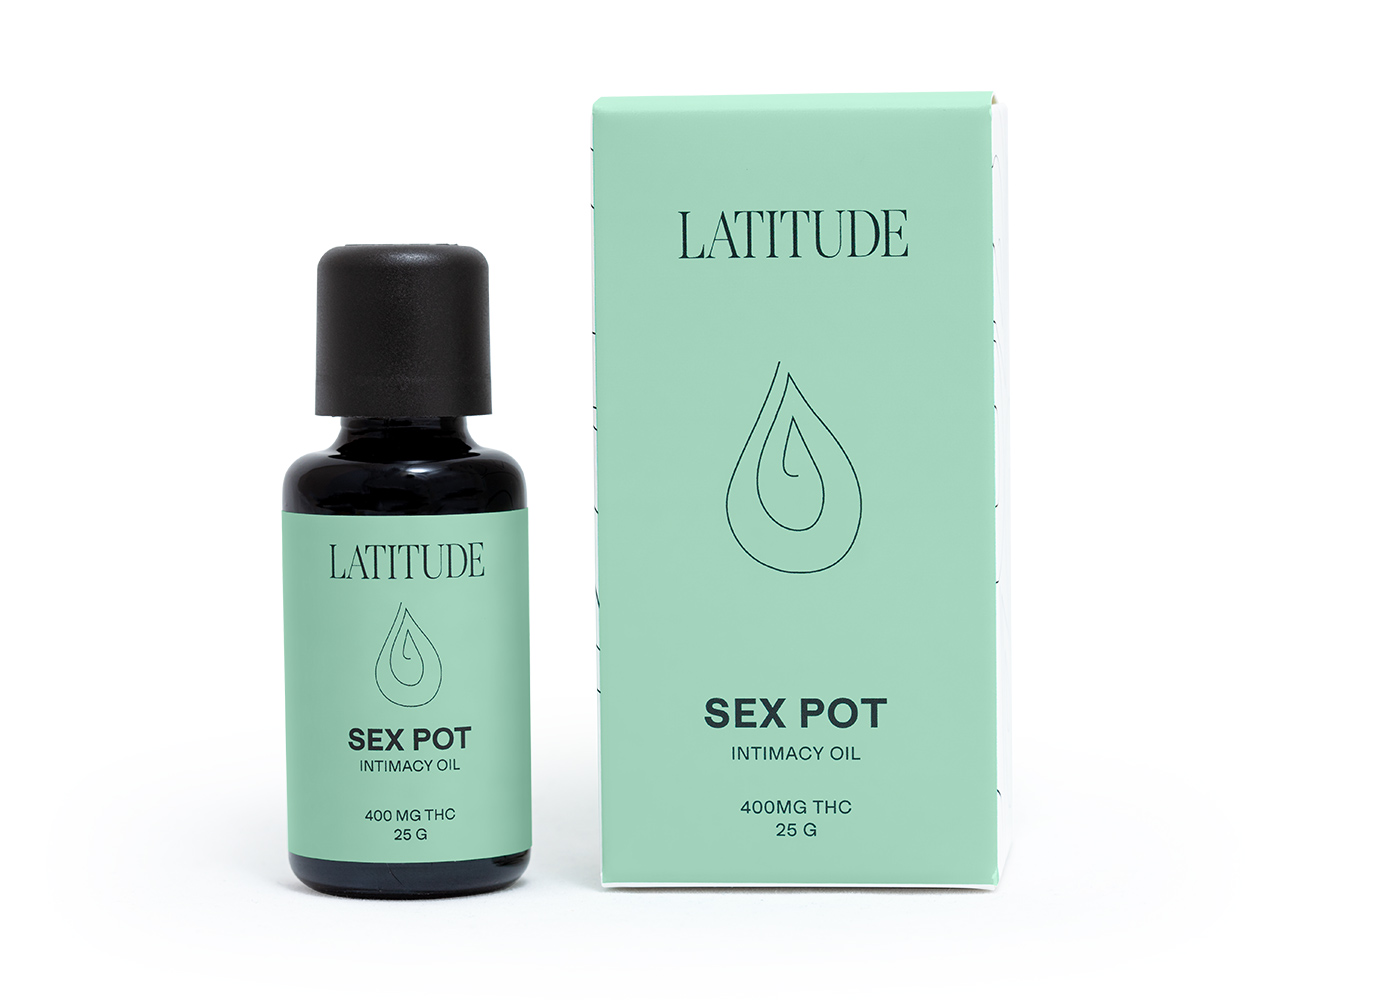 LATITUDE
SEX POT
INTIMACY OIL
400 MG THC
25 G
LATITUDE
SEX POT
INTIMACY OIL
400MG THC
25 G